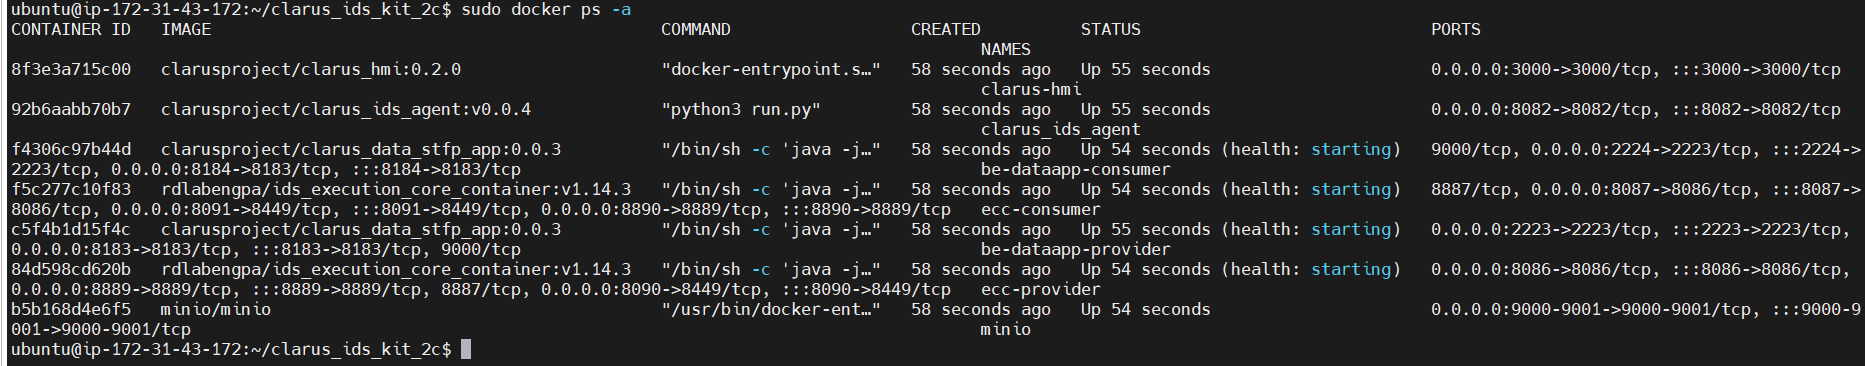 ubuntu@ip-172-31-43-172:~/clarus_ids_kit_2c$ sudo docker ps -a
CONTAINER ID   IMAGE                                             COMMAND                  CREATED          STATUS                             PORTS
NAMES
8f3e3a715c00   clarusproject/clarus_hmi:0.2.0                    "docker-entrypoint.s…"   58 seconds ago   Up 55 seconds                      0.0.0.0:3000->3000/tcp, :::3000->3000/tcp
clarus-hmi
92b6aabb70b7   clarusproject/clarus_ids_agent:v0.0.4             "python3 run.py"         58 seconds ago   Up 55 seconds                      0.0.0.0:8082->8082/tcp, :::8082->8082/tcp
clarus_ids_agent
f4306c97b44d   clarusproject/clarus_data_stfp_app:0.0.3          "/bin/sh -c 'java -j…"   58 seconds ago   Up 54 seconds (health: starting)   9000/tcp, 0.0.0.0:2224->2223/tcp, :::2224->
2223/tcp, 0.0.0.0:8184->8183/tcp, :::8184->8183/tcp   be-dataapp-consumer
f5c277c10f83   rdlabengpa/ids_execution_core_container:v1.14.3   "/bin/sh -c 'java -j…"   58 seconds ago   Up 54 seconds (health: starting)   8887/tcp, 0.0.0.0:8087->8086/tcp, :::8087->
8086/tcp, 0.0.0.0:8091->8449/tcp, :::8091->8449/tcp, 0.0.0.0:8890->8889/tcp, :::8890->8889/tcp   ecc-consumer
c5f4b1d15f4c   clarusproject/clarus_data_stfp_app:0.0.3          "/bin/sh -c 'java -j…"   58 seconds ago   Up 55 seconds (health: starting)   0.0.0.0:2223->2223/tcp, :::2223->2223/tcp,
0.0.0.0:8183->8183/tcp, :::8183->8183/tcp, 9000/tcp   be-dataapp-provider
84d598cd620b   rdlabengpa/ids_execution_core_container:v1.14.3   "/bin/sh -c 'java -j…"   58 seconds ago   Up 54 seconds (health: starting)   0.0.0.0:8086->8086/tcp, :::8086->8086/tcp,
0.0.0.0:8889->8889/tcp, :::8889->8889/tcp, 8887/tcp, 0.0.0.0:8090->8449/tcp, :::8090->8449/tcp   ecc-provider
b5b168d4e6f5   minio/minio                                       "/usr/bin/docker-ent…"   58 seconds ago   Up 54 seconds                      0.0.0.0:9000-9001->9000-9001/tcp, :::9000-9
001->9000-9001/tcp   minio
ubuntu@ip-172-31-43-172:~/clarus_ids_kit_2c$